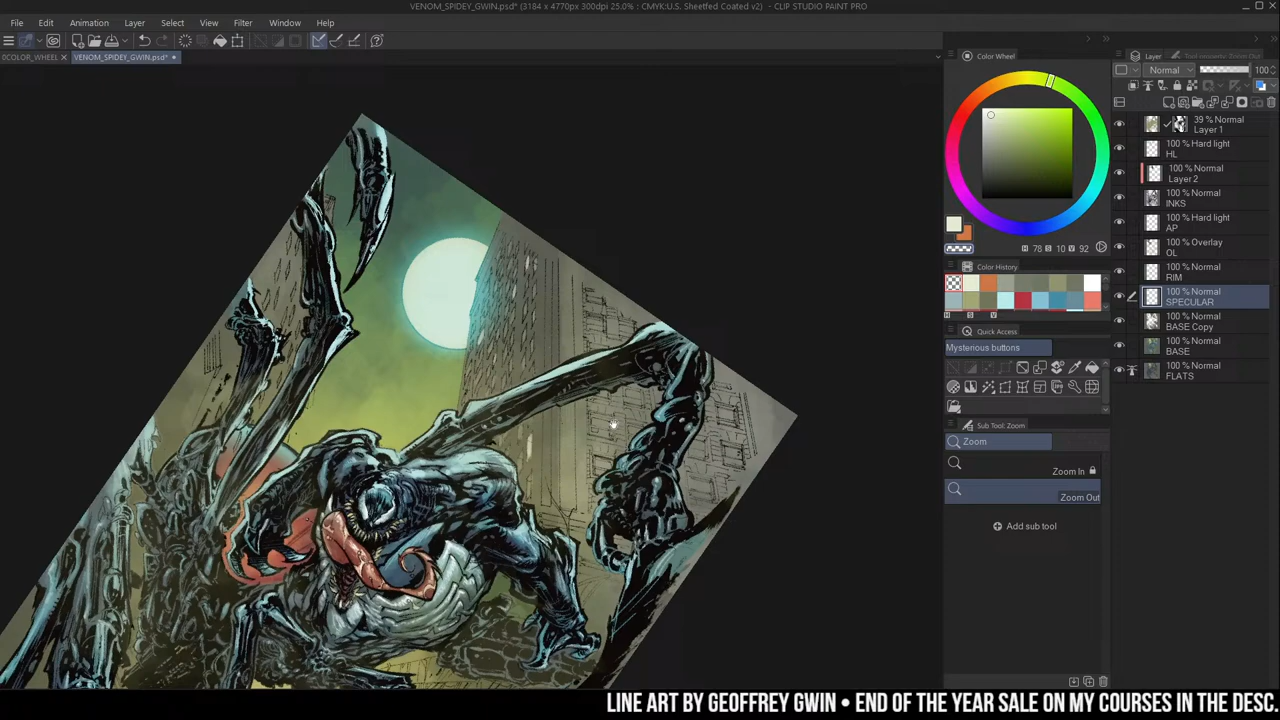 VENOM_SPIDEY_GWIN.psd* (3184 x 4770px 300dpi 25.0% : CMYK:U.S. Sheetfed Coated v2) - CLIP STUDIO PAINT PRO
File Edit Animation Layer Select View Filter Window Help
0COLOR_WHEEL VENOM_SPIDEY_GWIN.psd*
Color Wheel
H 78 S 10 V 92
Color History
H S V
Quick Access
Mysterious buttons
Sub Tool: Zoom
Zoom
Zoom In
Zoom Out
Add sub tool
Layer Tool property: Zoom Out
Normal 100
39 % Normal
Layer 1
100 % Hard light
HL
100 % Normal
Layer 2
100 % Normal
INKS
100 % Hard light
AP
100 % Overlay
OL
100 % Normal
RIM
100 % Normal
SPECULAR
100 % Normal
BASE Copy
100 % Normal
BASE
100 % Normal
FLATS
LINE ART BY GEOFFREY GWIN • END OF THE YEAR SALE ON MY COURSES IN THE DESC.